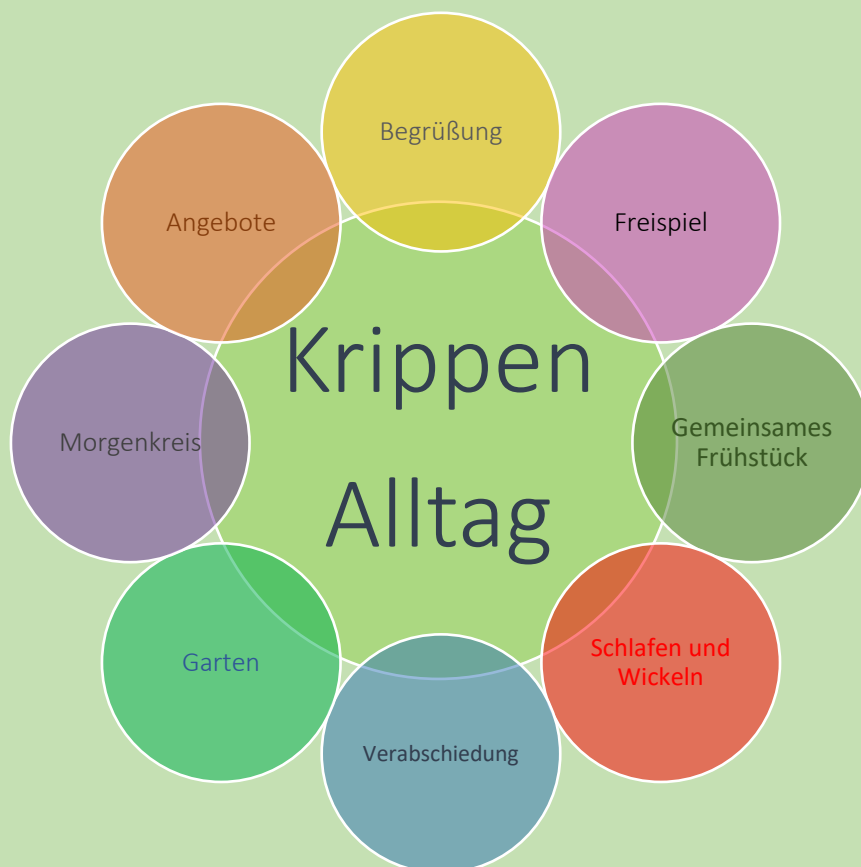 Begrüßung
Freispiel
Gemeinsames
Frühstück
Schlafen und
Wickeln
Verabschiedung
Garten
Morgenkreis
Angebote
Krippen
Alltag